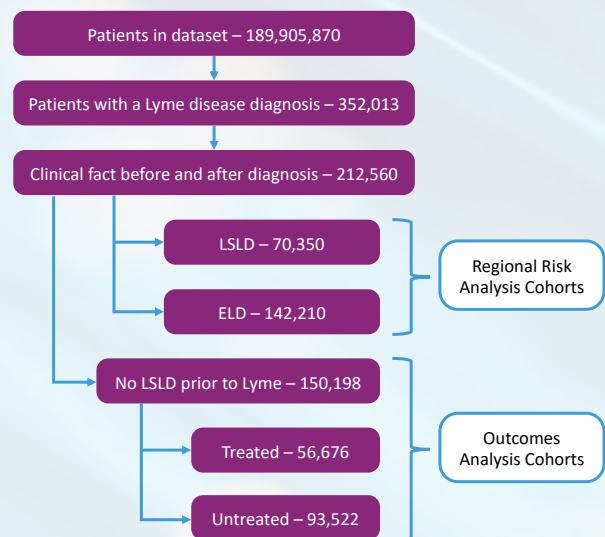 Patients in dataset – 189,905,870
Patients with a Lyme disease diagnosis – 352,013
Clinical fact before and after diagnosis – 212,560
LSLD – 70,350
ELD – 142,210
Regional Risk
Analysis Cohorts
No LSLD prior to Lyme – 150,198
Treated – 56,676
Untreated – 93,522
Outcomes
Analysis Cohorts